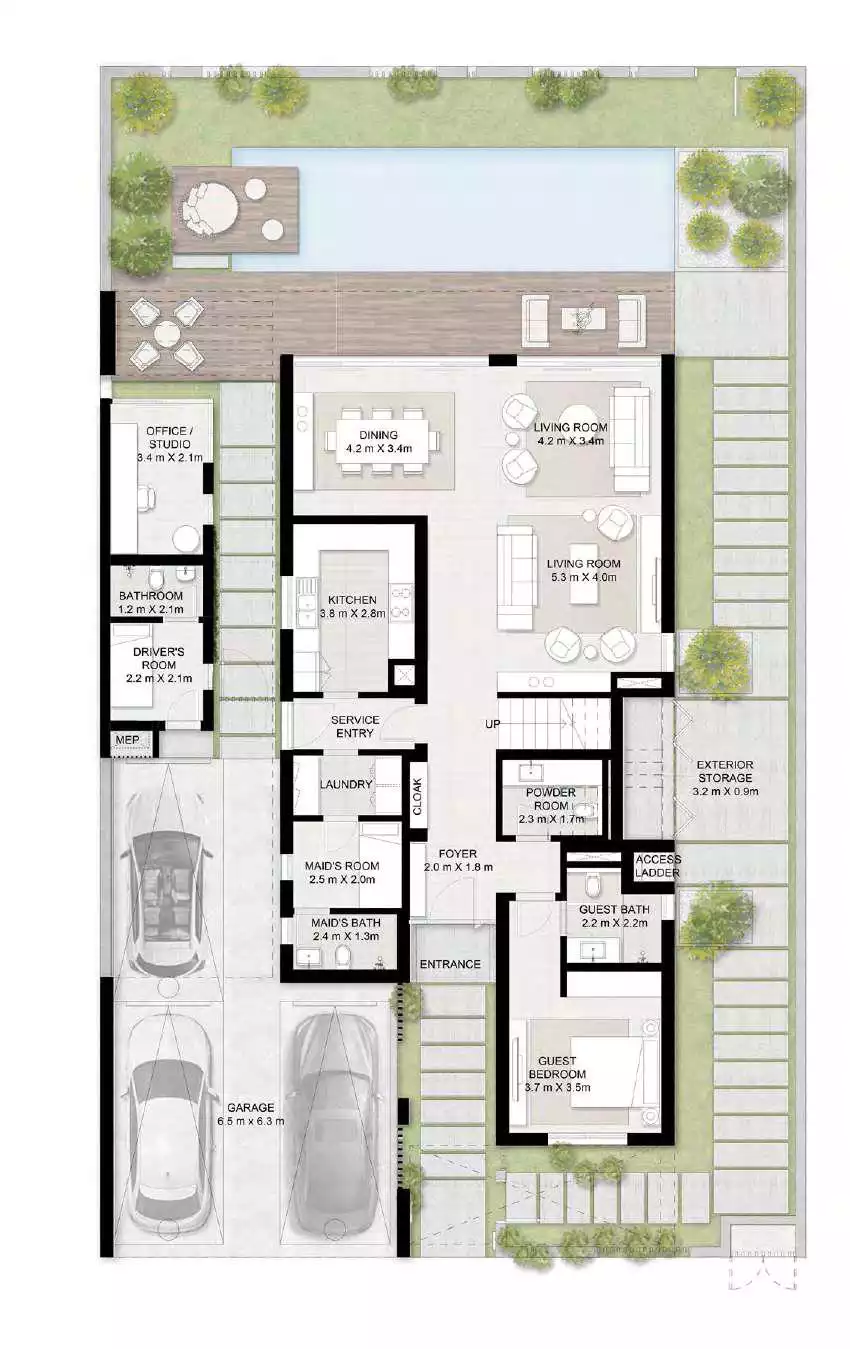 OFFICE /
STUDIO
3.4 m X 2.1m
DINING
4.2 m X 3.4m
LIVING ROOM
4.2 m X 3.4m
LIVING ROOM
5.3 m X 4.0m
BATHROOM
1.2 m X 2.1m
KITCHEN
3.8 m X 2.8m
DRIVER'S
ROOM
2.2 m X 2.1m
MEP
SERVICE
ENTRY
UP
LAUNDRY
CLOAK
POWDER
ROOM
2.3 m X 1.7m
EXTERIOR
STORAGE
3.2 m X 0.9m
MAID'S ROOM
2.5 m X 2.0m
FOYER
2.0 m X 1.8 m
ACCESS
LADDER
MAID'S BATH
2.4 m X 1.3m
GUEST BATH
2.2 m X 2.2m
ENTRANCE
GUEST
BEDROOM
3.7 m X 3.5m
GARAGE
6.5 m x 6.3 m